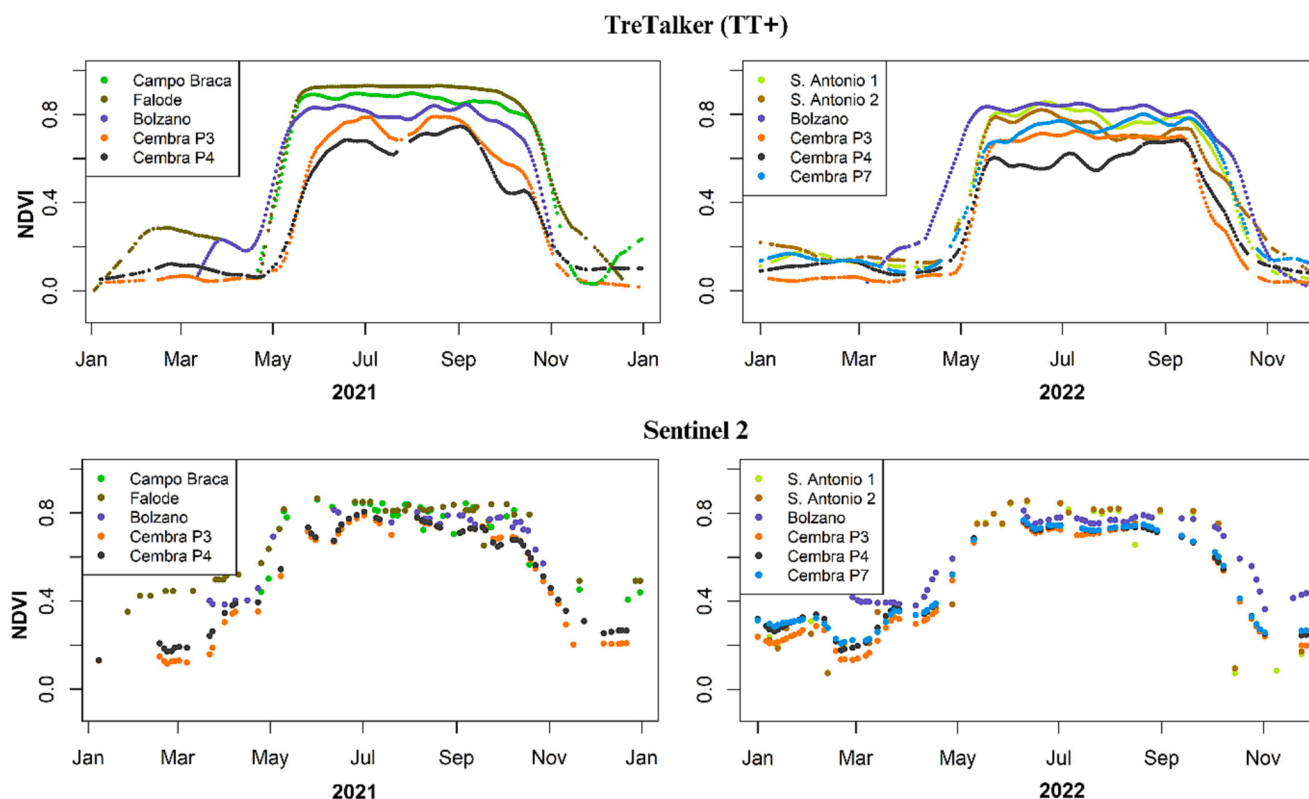 TreTalker (TT+)
NDVI
0.0
0.4
0.8
Campo Braca
Falode
Bolzano
Cembra P3
Cembra P4
Jan
Mar
May
Jul
Sep
Nov
Jan
2021
0.0
0.4
0.8
S. Antonio 1
S. Antonio 2
Bolzano
Cembra P3
Cembra P4
Cembra P7
Jan
Mar
May
Jul
Sep
Nov
2022
Sentinel 2
NDVI
0.0
0.4
0.8
Campo Braca
Falode
Bolzano
Cembra P3
Cembra P4
Jan
Mar
May
Jul
Sep
Nov
Jan
2021
0.0
0.4
0.8
S. Antonio 1
S. Antonio 2
Bolzano
Cembra P3
Cembra P4
Cembra P7
Jan
Mar
May
Jul
Sep
Nov
2022